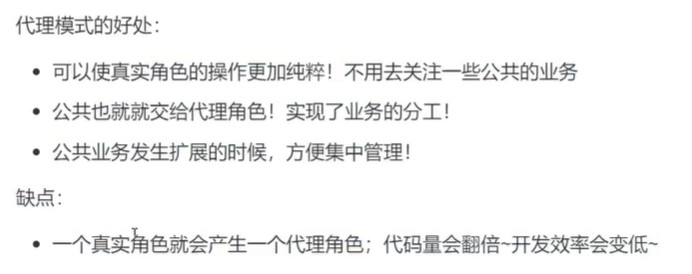 代理模式的好处：
• 可以使真实角色的操作更加纯粹！不用去关注一些公共的业务
• 公共也就就交给代理角色！实现了业务的分工！
• 公共业务发生扩展的时候，方便集中管理！
缺点：
• 一个真实角色就会产生一个代理角色；代码量会翻倍~开发效率会变低~